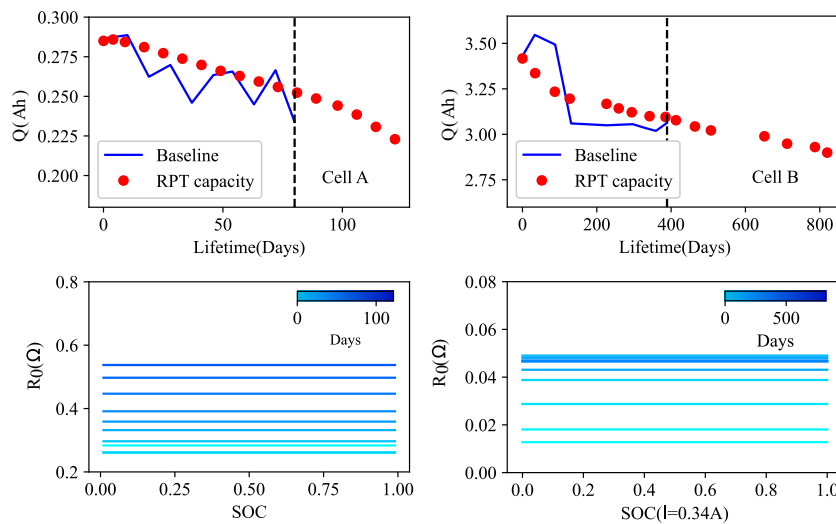 0.300
0.275
0.250
0.225
0.200
Q(Ah)
Baseline
RPT capacity
Cell A
0
50
100
Lifetime(Days)
3.50
3.25
3.00
2.75
Q(Ah)
Baseline
RPT capacity
Cell B
0
200
400
600
800
Lifetime(Days)
0.8
0.6
0.4
0.2
R0(Ω)
0
100
Days
0.00
0.25
0.50
0.75
1.00
SOC
0.08
0.06
0.04
0.02
0.00
R0(Ω)
0
500
Days
0.0
0.2
0.4
0.6
0.8
1.0
SOC(I=0.34A)